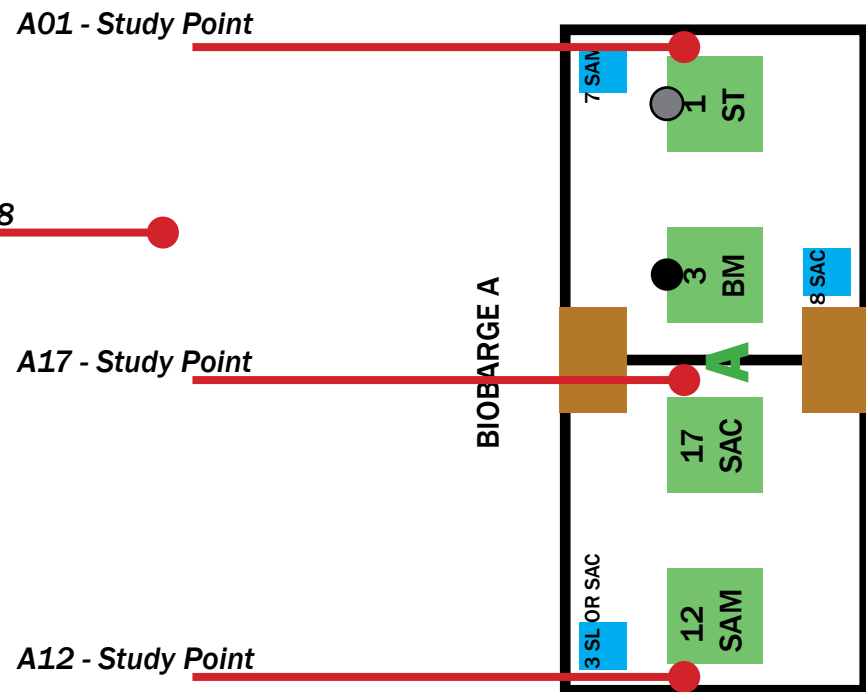 A01 - Study Point
7 SAM
1
ST
8
3
BM
8 SAC
BIOBARGE A
A
A17 - Study Point
17
SAC
3 SL OR SAC
12
SAM
A12 - Study Point